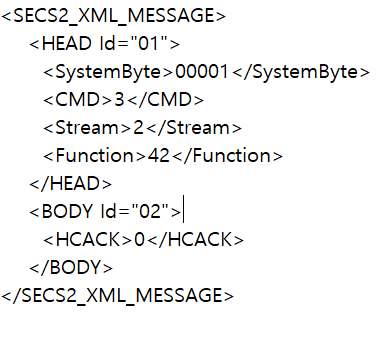 <SECS2_XML_MESSAGE>
<HEAD Id="01">
<SystemByte>00001</SystemByte>
<CMD>3</CMD>
<Stream>2</Stream>
<Function>42</Function>
</HEAD>
<BODY Id="02">
<HCACK>0</HCACK>
</BODY>
</SECS2_XML_MESSAGE>